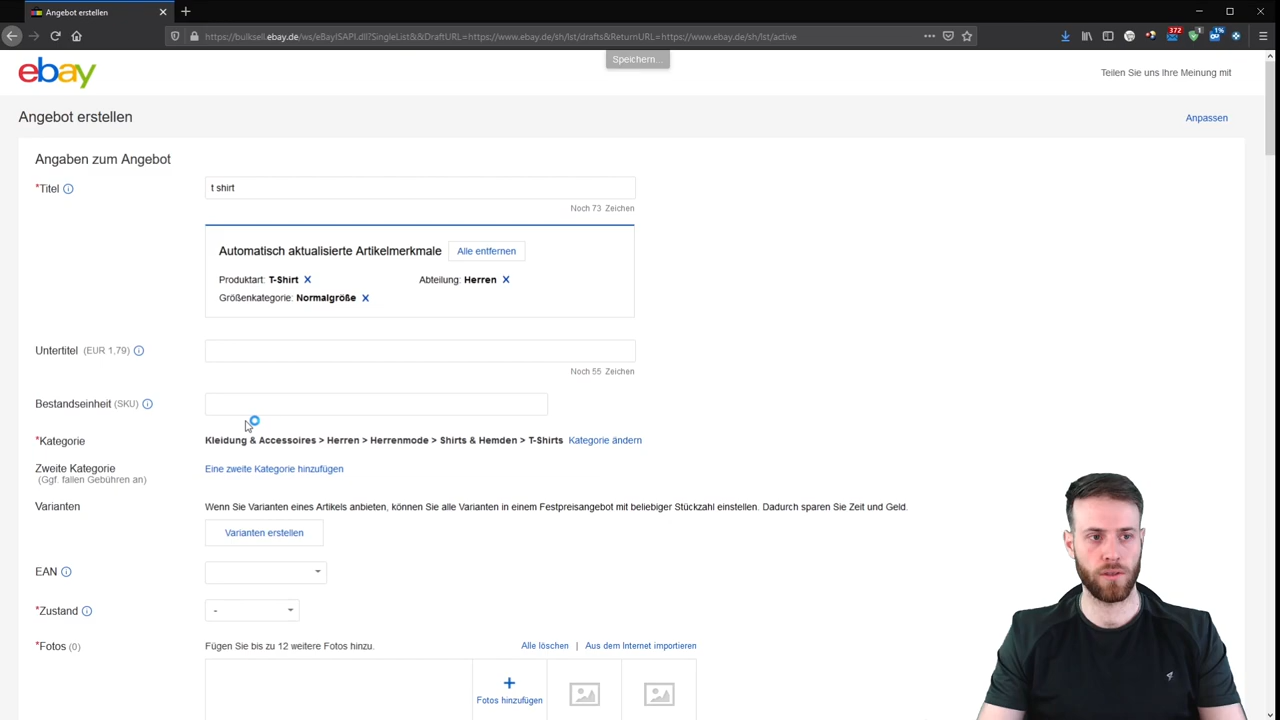 Angebot erstellen
https://bulksell.ebay.de/ws/eBayISAPI.dll?SingleList&i&DraftURL=https://www.ebay.de/sh/lst/drafts&ReturnURL=https://www.ebay.de/sh/lst/active
372
1%
Speichern...
ebay
Teilen Sie uns Ihre Meinung mit
Angebot erstellen
Anpassen
Angaben zum Angebot
*Titel
t shirt
Noch 73 Zeichen
Automatisch aktualisierte Artikelmerkmale
Alle entfernen
Produktart: T-Shirt X
Abteilung: Herren X
Größenkategorie: Normalgröße X
Untertitel (EUR 1,79)
Noch 55 Zeichen
Bestandseinheit (SKU)
*Kategorie
Kleidung & Accessoires > Herren > Herrenmode > Shirts & Hemden > T-Shirts Kategorie ändern
Zweite Kategorie
(Ggf. fallen Gebühren an)
Eine zweite Kategorie hinzufügen
Varianten
Wenn Sie Varianten eines Artikels anbieten, können Sie alle Varianten in einem Festpreisangebot mit beliebiger Stückzahl einstellen. Dadurch sparen Sie Zeit und Geld.
Varianten erstellen
EAN
*Zustand
-
*Fotos (0)
Fügen Sie bis zu 12 weitere Fotos hinzu.
Alle löschen | Aus dem Internet importieren
+
Fotos hinzufügen